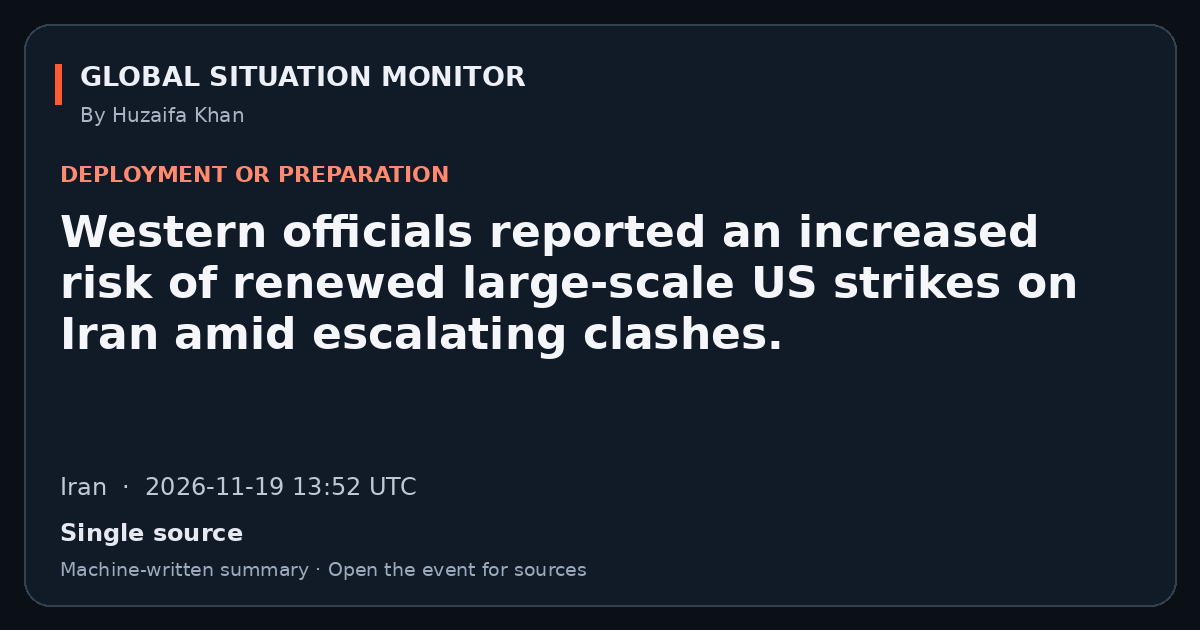 GLOBAL SITUATION MONITOR
By Huzaifa Khan
DEPLOYMENT OR PREPARATION
Western officials reported an increased
risk of renewed large-scale US strikes on
Iran amid escalating clashes.
Iran · 2026-11-19 13:52 UTC
Single source
Machine-written summary · Open the event for sources